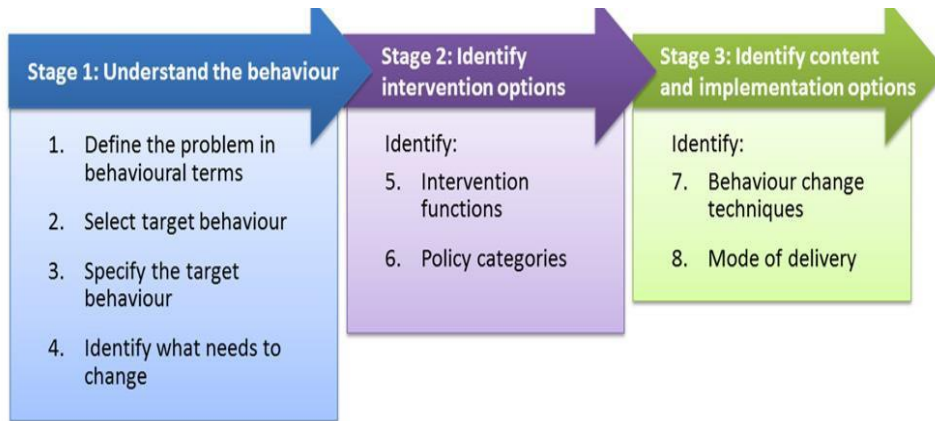 Stage 1: Understand the behaviour
1. Define the problem in
behavioural terms
2. Select target behaviour
3. Specify the target
behaviour
4. Identify what needs to
change
Stage 2: Identify
intervention options
Identify:
5. Intervention
functions
6. Policy categories
Stage 3: Identify content
and implementation options
Identify:
7. Behaviour change
techniques
8. Mode of delivery